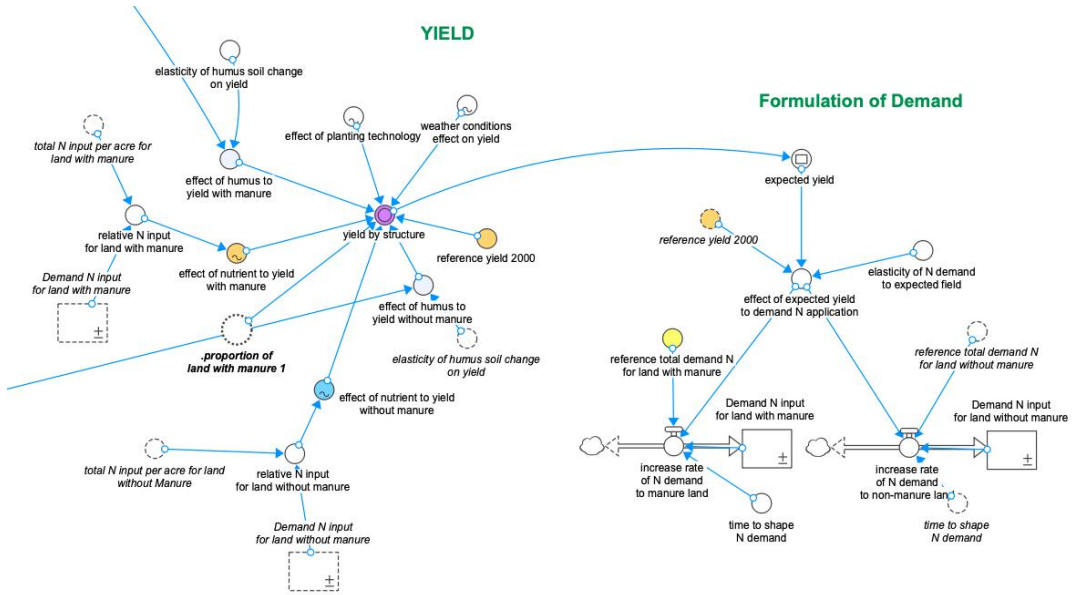 YIELD
elasticity of humus soil change
on yield
Formulation of Demand
effect of planting technology
weather conditions
effect on yield
total N input per acre for
land with manure
effect of humus to
yield with manure
expected yield
relative N input
for land with manure
yield by structure
reference yield 2000
reference yield 2000
effect of nutrient to yield
with manure
Demand N input
for land with manure
elasticity of N demand
to expected field
effect of humus to
yield without manure
effect of expected yield
to demand N application
.proportion of
land with manure 1
elasticity of humus soil change
on yield
reference total demand N
for land with manure
reference total demand N
for land without manure
effect of nutrient to yield
without manure
Demand N input
for land with manure
Demand N input
for land without manure
total N input per acre for land
without Manure
relative N input
for land without manure
increase rate
of N demand
to manure land
increase rate
of N demand
to non-manure land
Demand N input
for land without manure
time to shape
N demand
time to shape
N demand